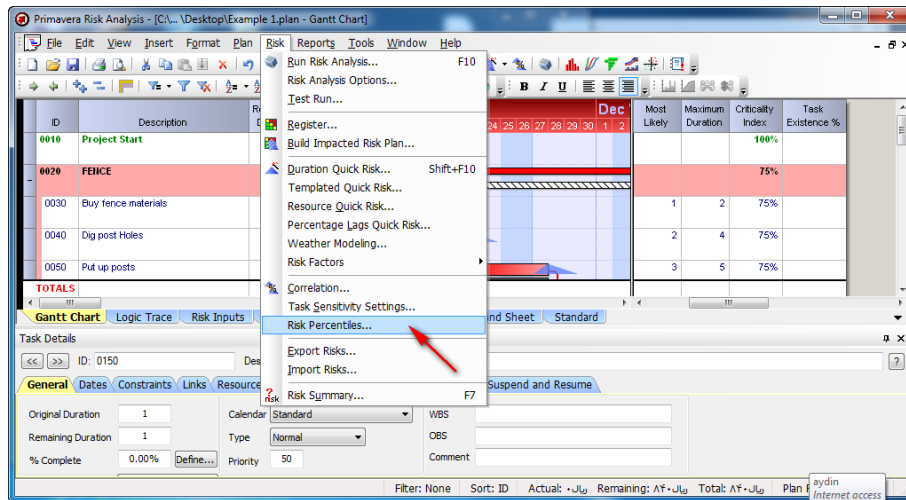 Primavera Risk Analysis - [C:\... \Desktop\Example 1.plan - Gantt Chart]
File Edit View Insert Format Plan Risk Reports Tools Window Help
Run Risk Analysis... F10
Risk Analysis Options...
Test Run...
Register...
Build Impacted Risk Plan...
Duration Quick Risk... Shift+F10
Templated Quick Risk...
Resource Quick Risk...
Percentage Lags Quick Risk...
Weather Modeling...
Risk Factors
Correlation...
Task Sensitivity Settings...
Risk Percentiles...
Export Risks...
Import Risks...
Risk Summary... F7
B I U
ID Description Dec Most Likely Maximum Duration Criticality Index Task Existence %
24 25 26 27 28 29 30 1 2
0010 Project Start 100%
0020 FENCE 75%
0030 Buy fence materials 1 2 75%
0040 Dig post Holes 2 4 75%
0050 Put up posts 3 5 75%
TOTALS
Gantt Chart Logic Trace Risk Inputs nd Sheet Standard
Task Details
<< >> ID: 0150 Des ?
General Dates Constraints Links Resource Suspend and Resume
Original Duration 1 Calendar Standard WBS
Remaining Duration 1 Type Normal OBS
% Complete 0.00% Define... Priority 50 Comment
Filter: None Sort: ID Actual: ريال۰ Remaining: ريال۸۴۰ Total: ريال۸۴۰ Plan
aydin
Internet access